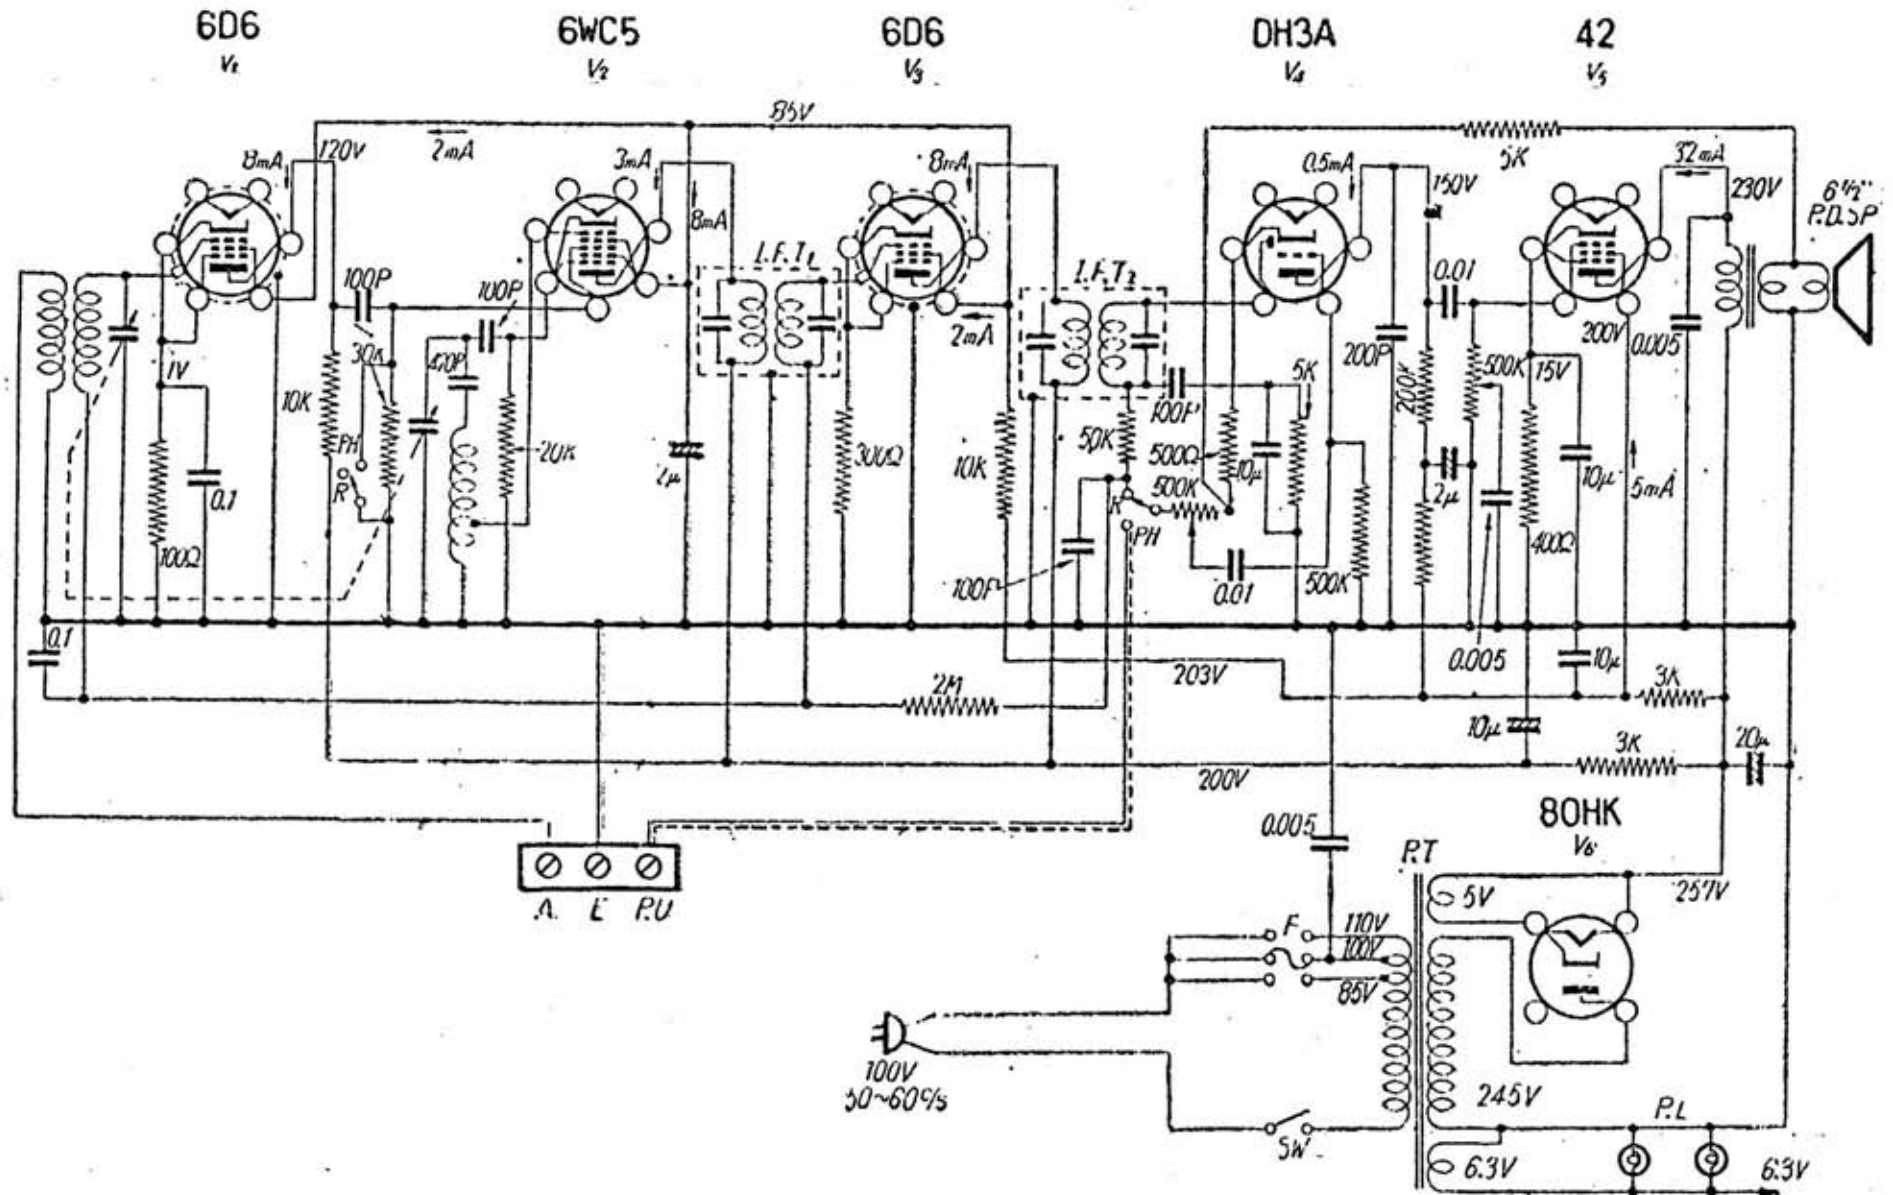 6D6 6WC5 6D6 DH3A 42
V1 V2 V3 V4 V5
85V
8mA 120V 2mA 3mA 8mA 8mA 0.5mA 150V 5K 32mA 230V 6½" P.D.SP
I.F.T1 I.F.T2
100P 100P 2mA 0.01 200V 0.005
1V 30K 200P 200K 500K 15V
10K 5K
100P
PH 20K 2μ 300Ω 10K 50K 500Ω 10μ 10μ 5mA
R 0.1 500K 2μ
PH
100Ω 100P 0.01 500K 400Ω
0.1 0.005 10μ
203V 3K
2M
10μ 3K 20μ
200V
80HK
V6
0.005 P.T
A E P.U
5V 257V
F 110V
100V
85V
100V
50~60c/s
245V P.L
SW 6.3V 6.3V